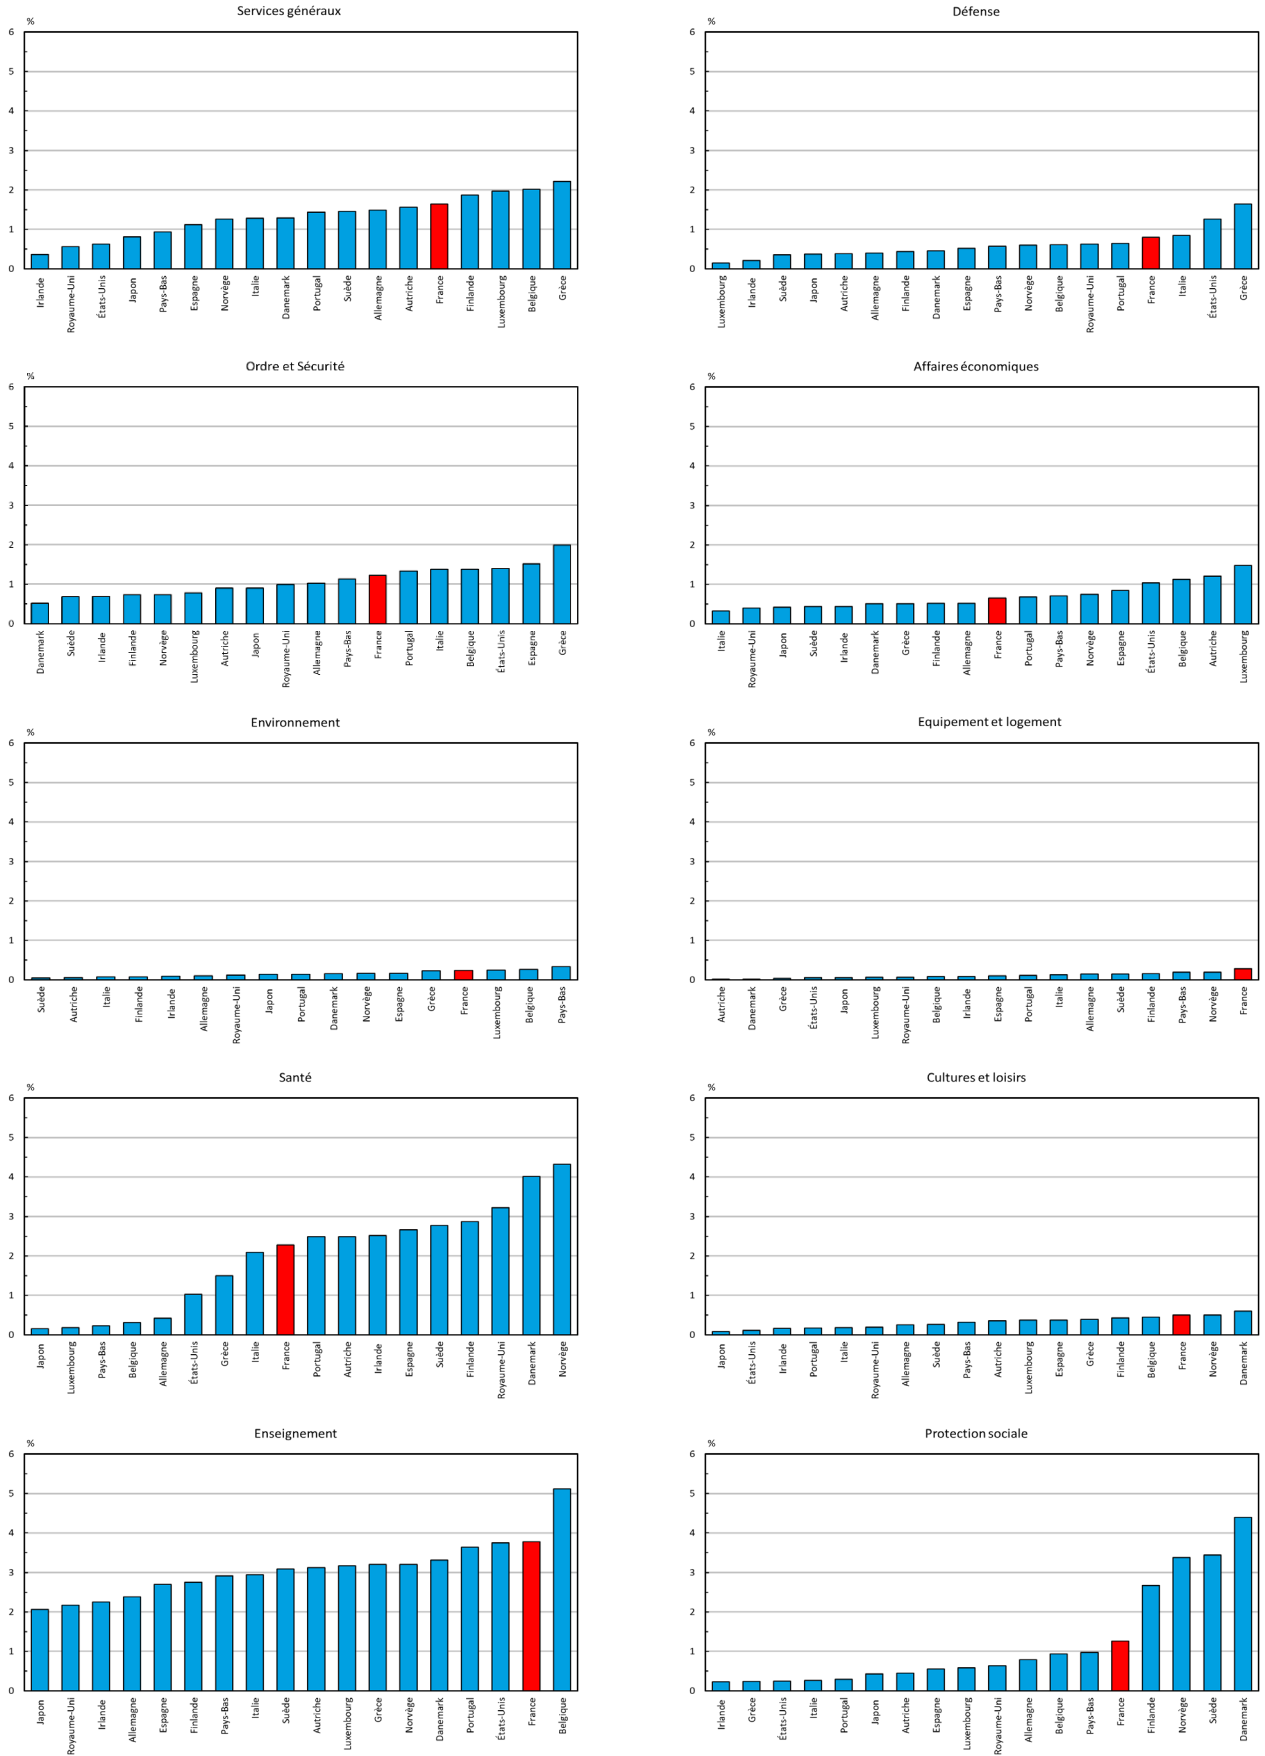 Services généraux
%
6
5
4
3
2
1
0
Irlande
Royaume-Uni
États-Unis
Japon
Pays-Bas
Espagne
Norvège
Italie
Danemark
Portugal
Suède
Allemagne
Autriche
France
Finlande
Luxembourg
Belgique
Grèce
Défense
%
6
5
4
3
2
1
0
Luxembourg
Irlande
Suède
Japon
Autriche
Allemagne
Finlande
Danemark
Espagne
Pays-Bas
Norvège
Belgique
Royaume-Uni
Portugal
France
Italie
États-Unis
Grèce
Ordre et Sécurité
%
6
5
4
3
2
1
0
Danemark
Suède
Irlande
Finlande
Norvège
Luxembourg
Autriche
Japon
Royaume-Uni
Allemagne
Pays-Bas
France
Portugal
Italie
Belgique
États-Unis
Espagne
Grèce
Affaires économiques
%
6
5
4
3
2
1
0
Italie
Royaume-Uni
Japon
Suède
Irlande
Danemark
Grèce
Finlande
Allemagne
France
Portugal
Pays-Bas
Norvège
Espagne
États-Unis
Belgique
Autriche
Luxembourg
Environnement
%
6
5
4
3
2
1
0
Suède
Autriche
Italie
Finlande
Irlande
Allemagne
Royaume-Uni
Japon
Portugal
Danemark
Norvège
Espagne
Grèce
France
Luxembourg
Belgique
Pays-Bas
Equipement et logement
%
6
5
4
3
2
1
0
Autriche
Danemark
Grèce
États-Unis
Japon
Luxembourg
Royaume-Uni
Belgique
Irlande
Espagne
Portugal
Italie
Allemagne
Suède
Finlande
Pays-Bas
Norvège
France
Santé
%
6
5
4
3
2
1
0
Japon
Luxembourg
Pays-Bas
Belgique
Allemagne
États-Unis
Grèce
Italie
France
Portugal
Autriche
Irlande
Espagne
Suède
Finlande
Royaume-Uni
Danemark
Norvège
Cultures et loisirs
%
6
5
4
3
2
1
0
Japon
États-Unis
Irlande
Portugal
Italie
Royaume-Uni
Allemagne
Suède
Pays-Bas
Autriche
Luxembourg
Espagne
Grèce
Finlande
Belgique
France
Norvège
Danemark
Enseignement
%
6
5
4
3
2
1
0
Japon
Royaume-Uni
Irlande
Allemagne
Espagne
Finlande
Pays-Bas
Italie
Suède
Autriche
Luxembourg
Grèce
Norvège
Danemark
Portugal
États-Unis
France
Belgique
Protection sociale
%
6
5
4
3
2
1
0
Irlande
Grèce
États-Unis
Italie
Portugal
Japon
Autriche
Espagne
Luxembourg
Royaume-Uni
Allemagne
Belgique
Pays-Bas
France
Finlande
Norvège
Suède
Danemark